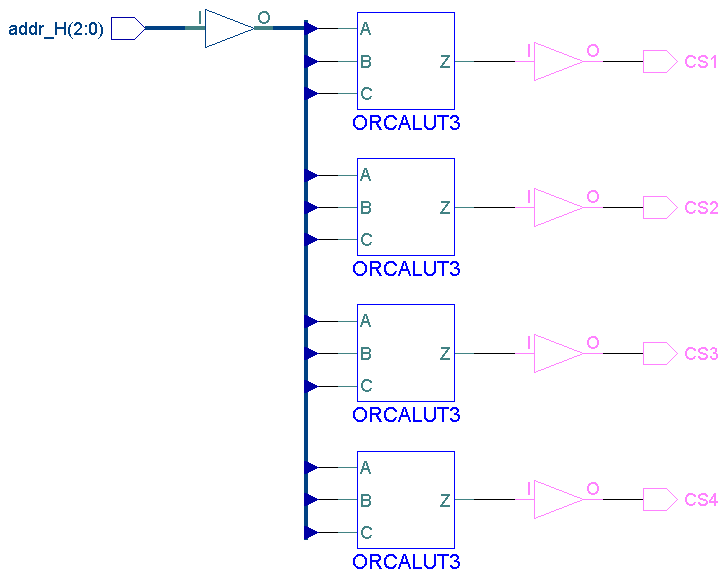 addr_H(2:0) I O A B C Z I O CS1
ORCALUT3
A B C Z I O CS2
ORCALUT3
A B C Z I O CS3
ORCALUT3
A B C Z I O CS4
ORCALUT3